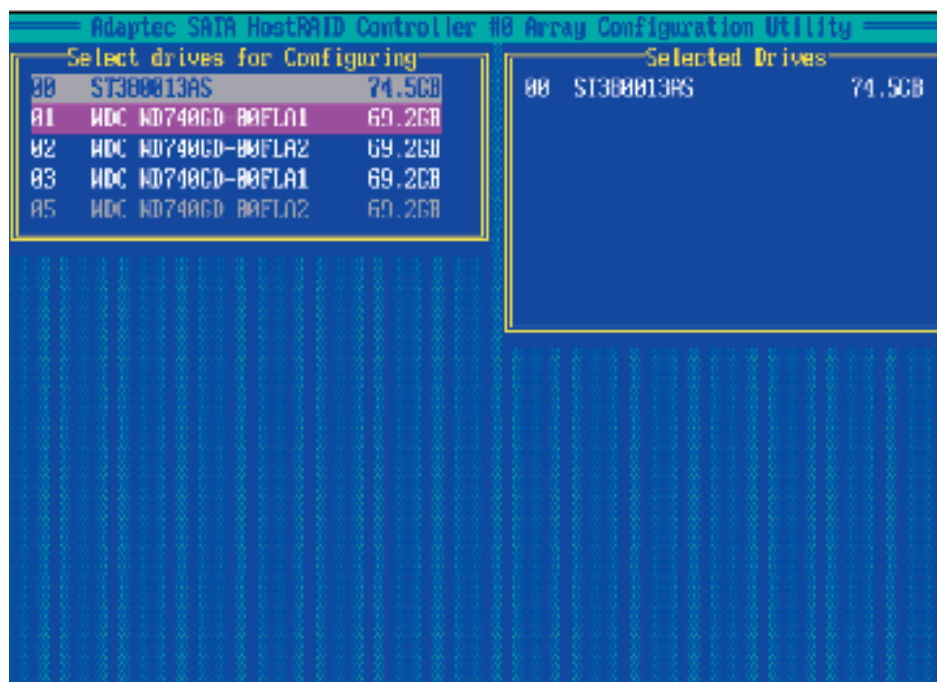 Adaptec SATA HostRAID Controller #0 Array Configuration Utility
Select drives for Configuring
00 ST380013AS 74.5GB
01 WDC WD740GD-00FLA1 69.2GB
02 WDC WD740GD-00FLA2 69.2GB
03 WDC WD740GD-00FLA1 69.2GB
05 WDC WD740GD-00FLA2 69.2GB
Selected Drives
00 ST380013AS 74.5GB